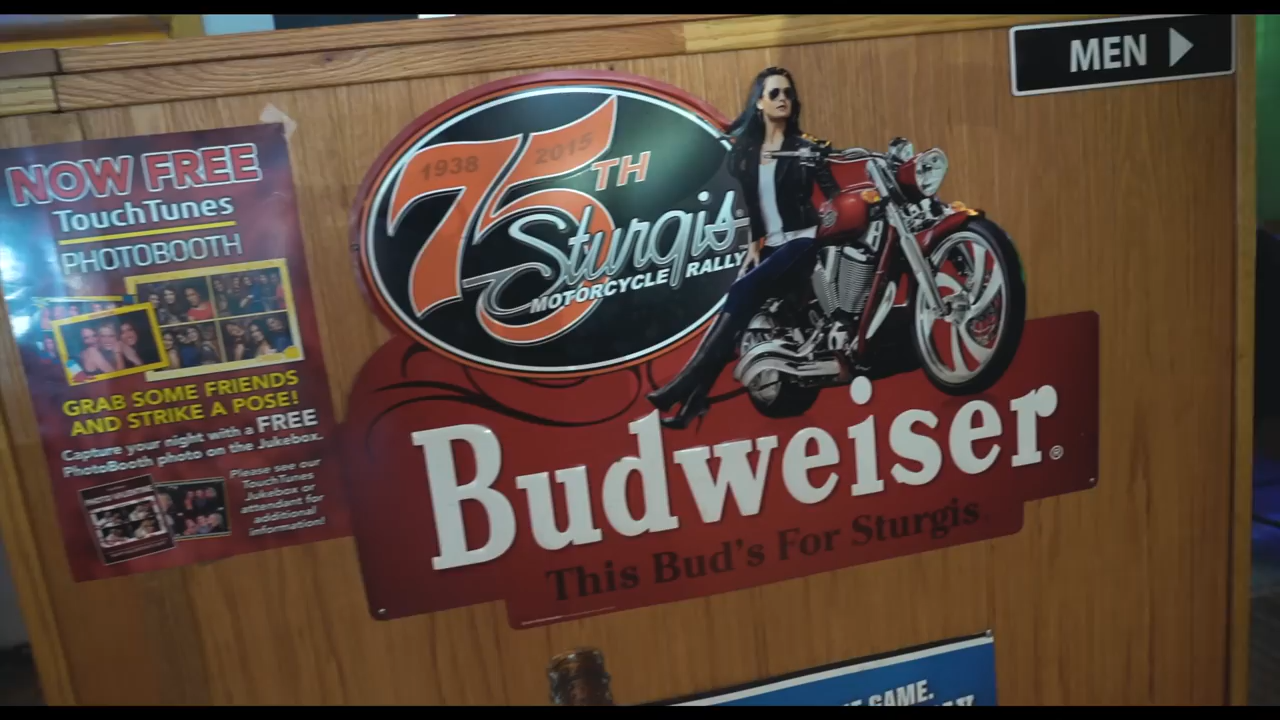 MEN
NOW FREE
TouchTunes
PHOTOBOOTH
GRAB SOME FRIENDS
AND STRIKE A POSE!
Capture your night with a FREE
PhotoBooth photo on the Jukebox.
Please see our
TouchTunes
Jukebox or
attendant for
additional
information!
1938 2015
75TH
Sturgis
MOTORCYCLE RALLY
Budweiser®
This Bud's For Sturgis
GAME.